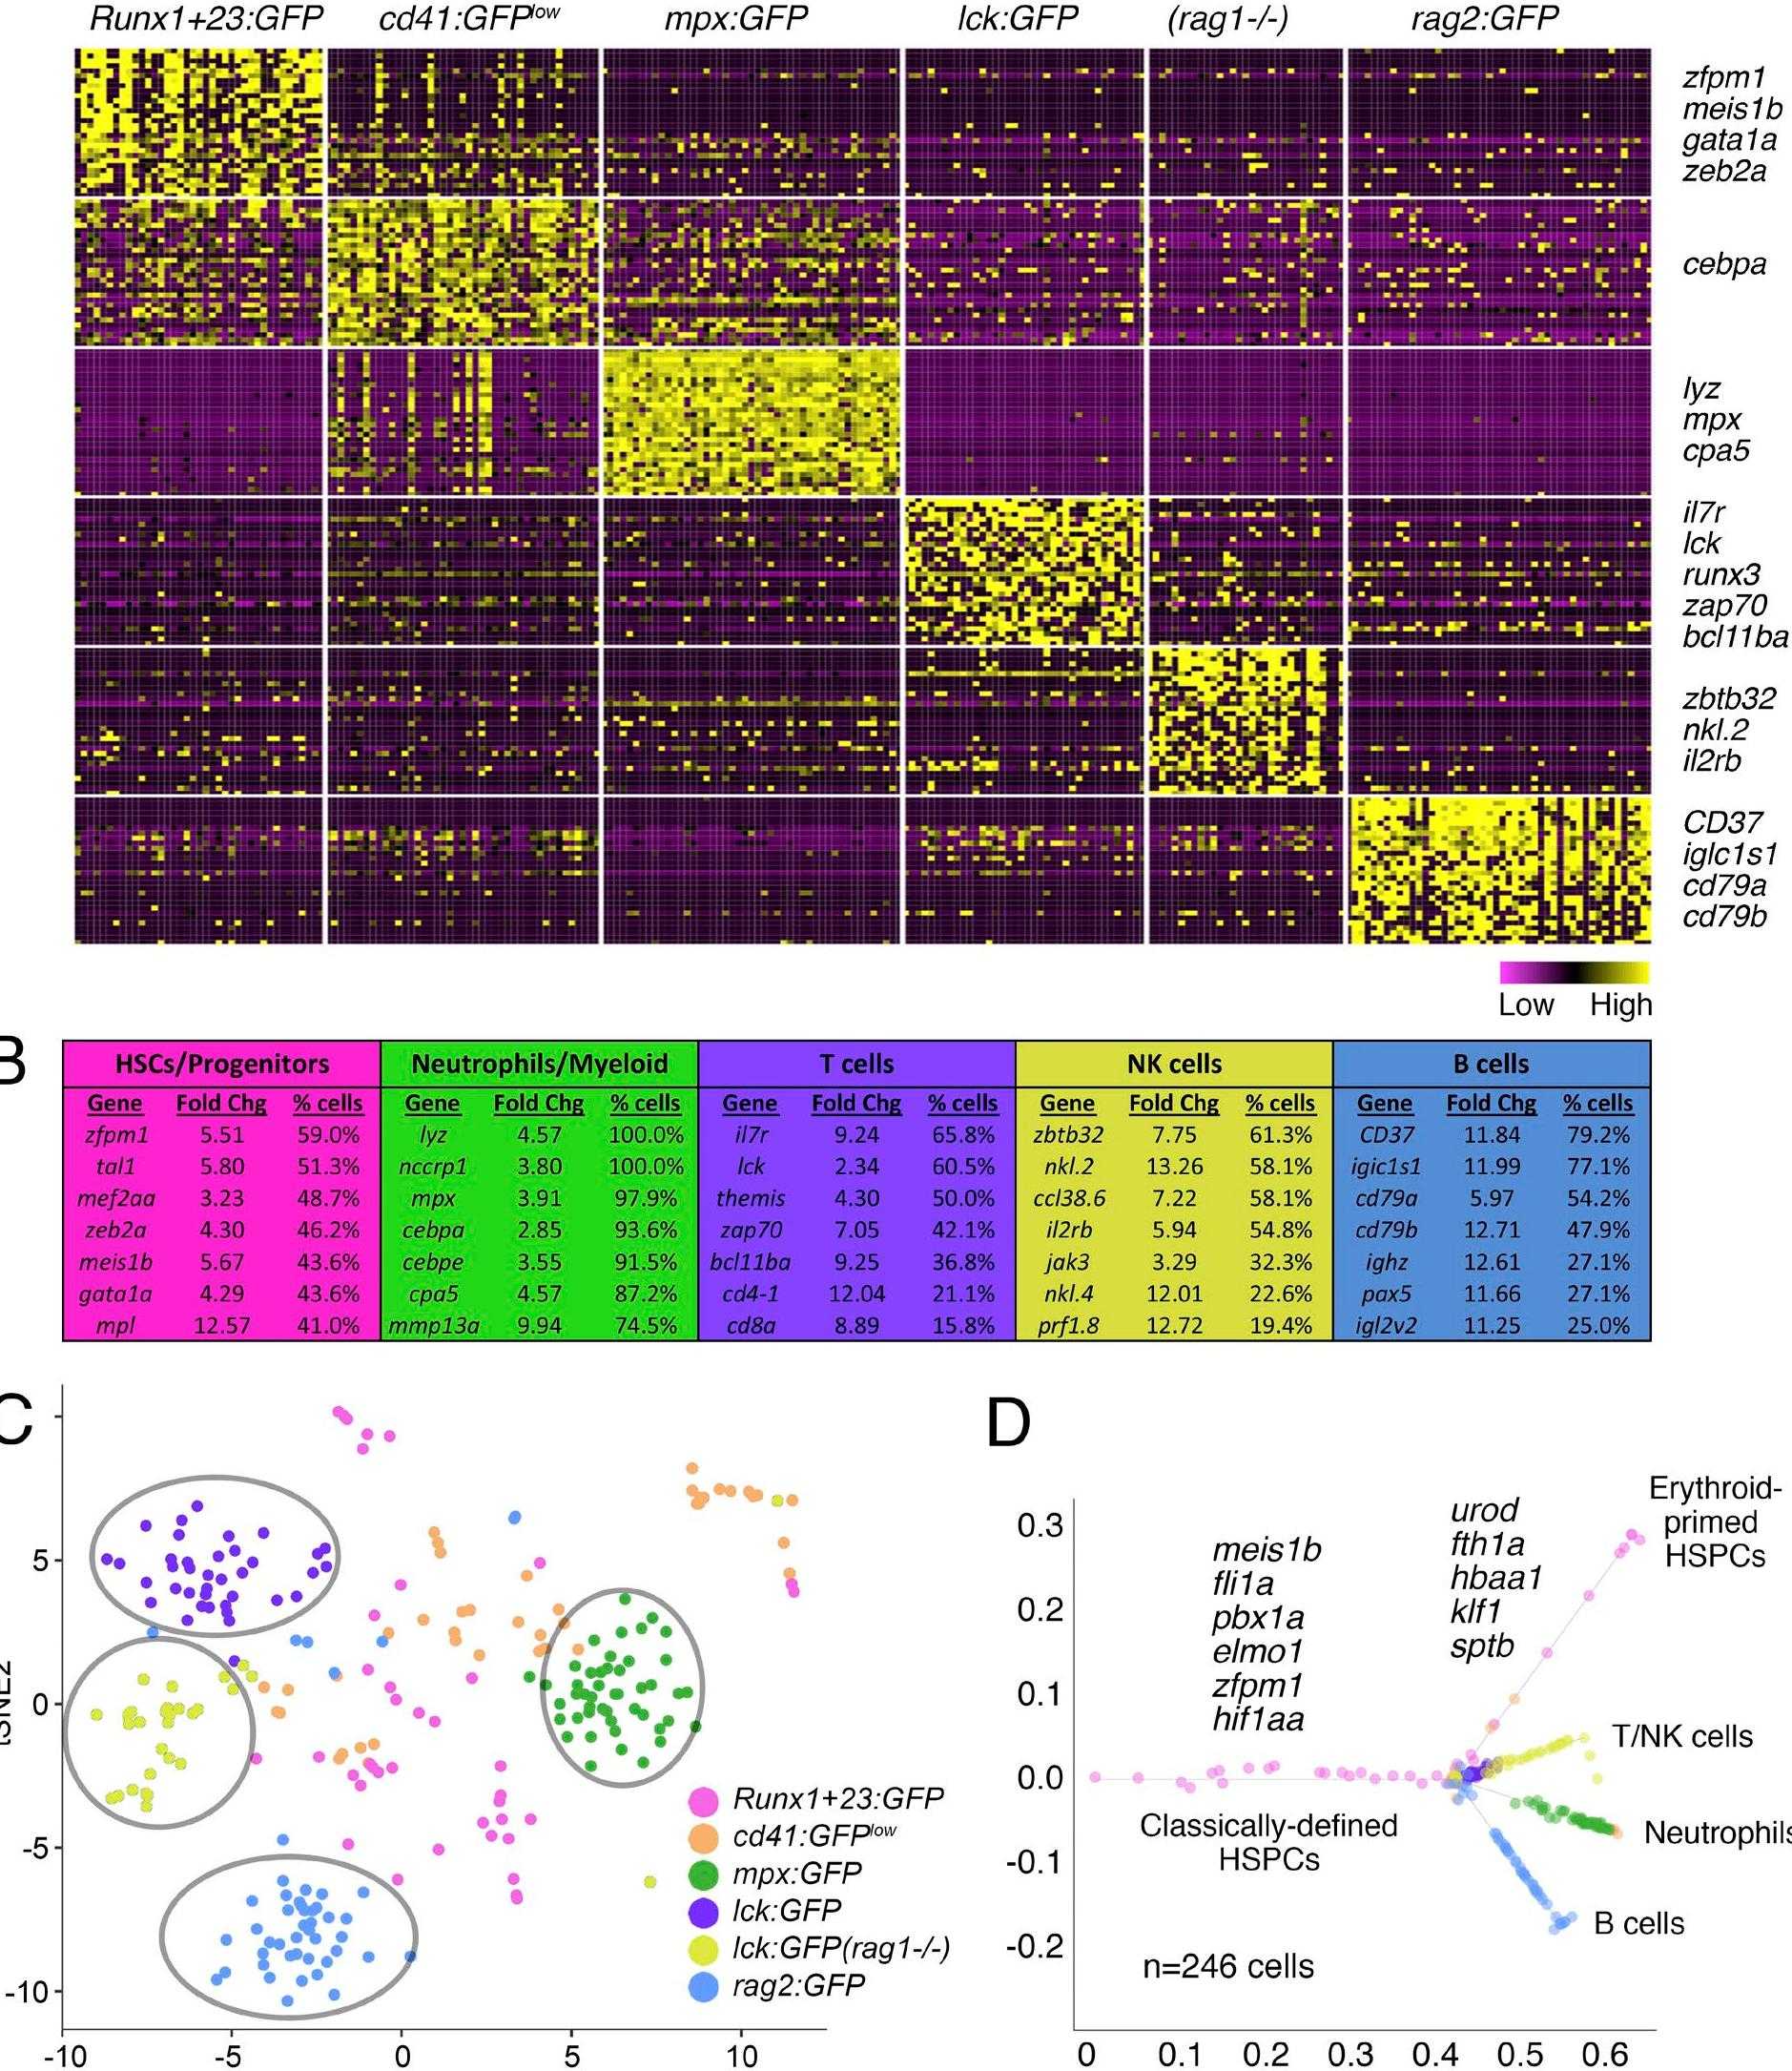 Runx1+23:GFP cd41:GFPlow mpx:GFP lck:GFP (rag1-/-) rag2:GFP
zfpm1
meis1b
gata1a
zeb2a
cebpa
lyz
mpx
cpa5
il7r
lck
runx3
zap70
bcl11ba
zbtb32
nkl.2
il2rb
CD37
iglc1s1
cd79a
cd79b
Low High
B
HSCs/Progenitors Neutrophils/Myeloid T cells NK cells B cells
Gene Fold Chg % cells Gene Fold Chg % cells Gene Fold Chg % cells Gene Fold Chg % cells Gene Fold Chg % cells
zfpm1 5.51 59.0% lyz 4.57 100.0% il7r 9.24 65.8% zbtb32 7.75 61.3% CD37 11.84 79.2%
tal1 5.80 51.3% nccrp1 3.80 100.0% lck 2.34 60.5% nkl.2 13.26 58.1% igic1s1 11.99 77.1%
mef2aa 3.23 48.7% mpx 3.91 97.9% themis 4.30 50.0% ccl38.6 7.22 58.1% cd79a 5.97 54.2%
zeb2a 4.30 46.2% cebpa 2.85 93.6% zap70 7.05 42.1% il2rb 5.94 54.8% cd79b 12.71 47.9%
meis1b 5.67 43.6% cebpe 3.55 91.5% bcl11ba 9.25 36.8% jak3 3.29 32.3% ighz 12.61 27.1%
gata1a 4.29 43.6% cpa5 4.57 87.2% cd4-1 12.04 21.1% nkl.4 12.01 22.6% pax5 11.66 27.1%
mpl 12.57 41.0% mmp13a 9.94 74.5% cd8a 8.89 15.8% prf1.8 12.72 19.4% igl2v2 11.25 25.0%
C
5
0
-5
-10
-10 -5 0 5 10
Runx1+23:GFP
cd41:GFPlow
mpx:GFP
lck:GFP
lck:GFP(rag1-/-)
rag2:GFP
D
0.3
0.2
0.1
0.0
-0.1
-0.2
meis1b
fli1a
pbx1a
elmo1
zfpm1
hif1aa
urod
fth1a
hbaa1
klf1
sptb
Erythroid-
primed
HSPCs
T/NK cells
Neutrophils
B cells
Classically-defined
HSPCs
n=246 cells
0 0.1 0.2 0.3 0.4 0.5 0.6